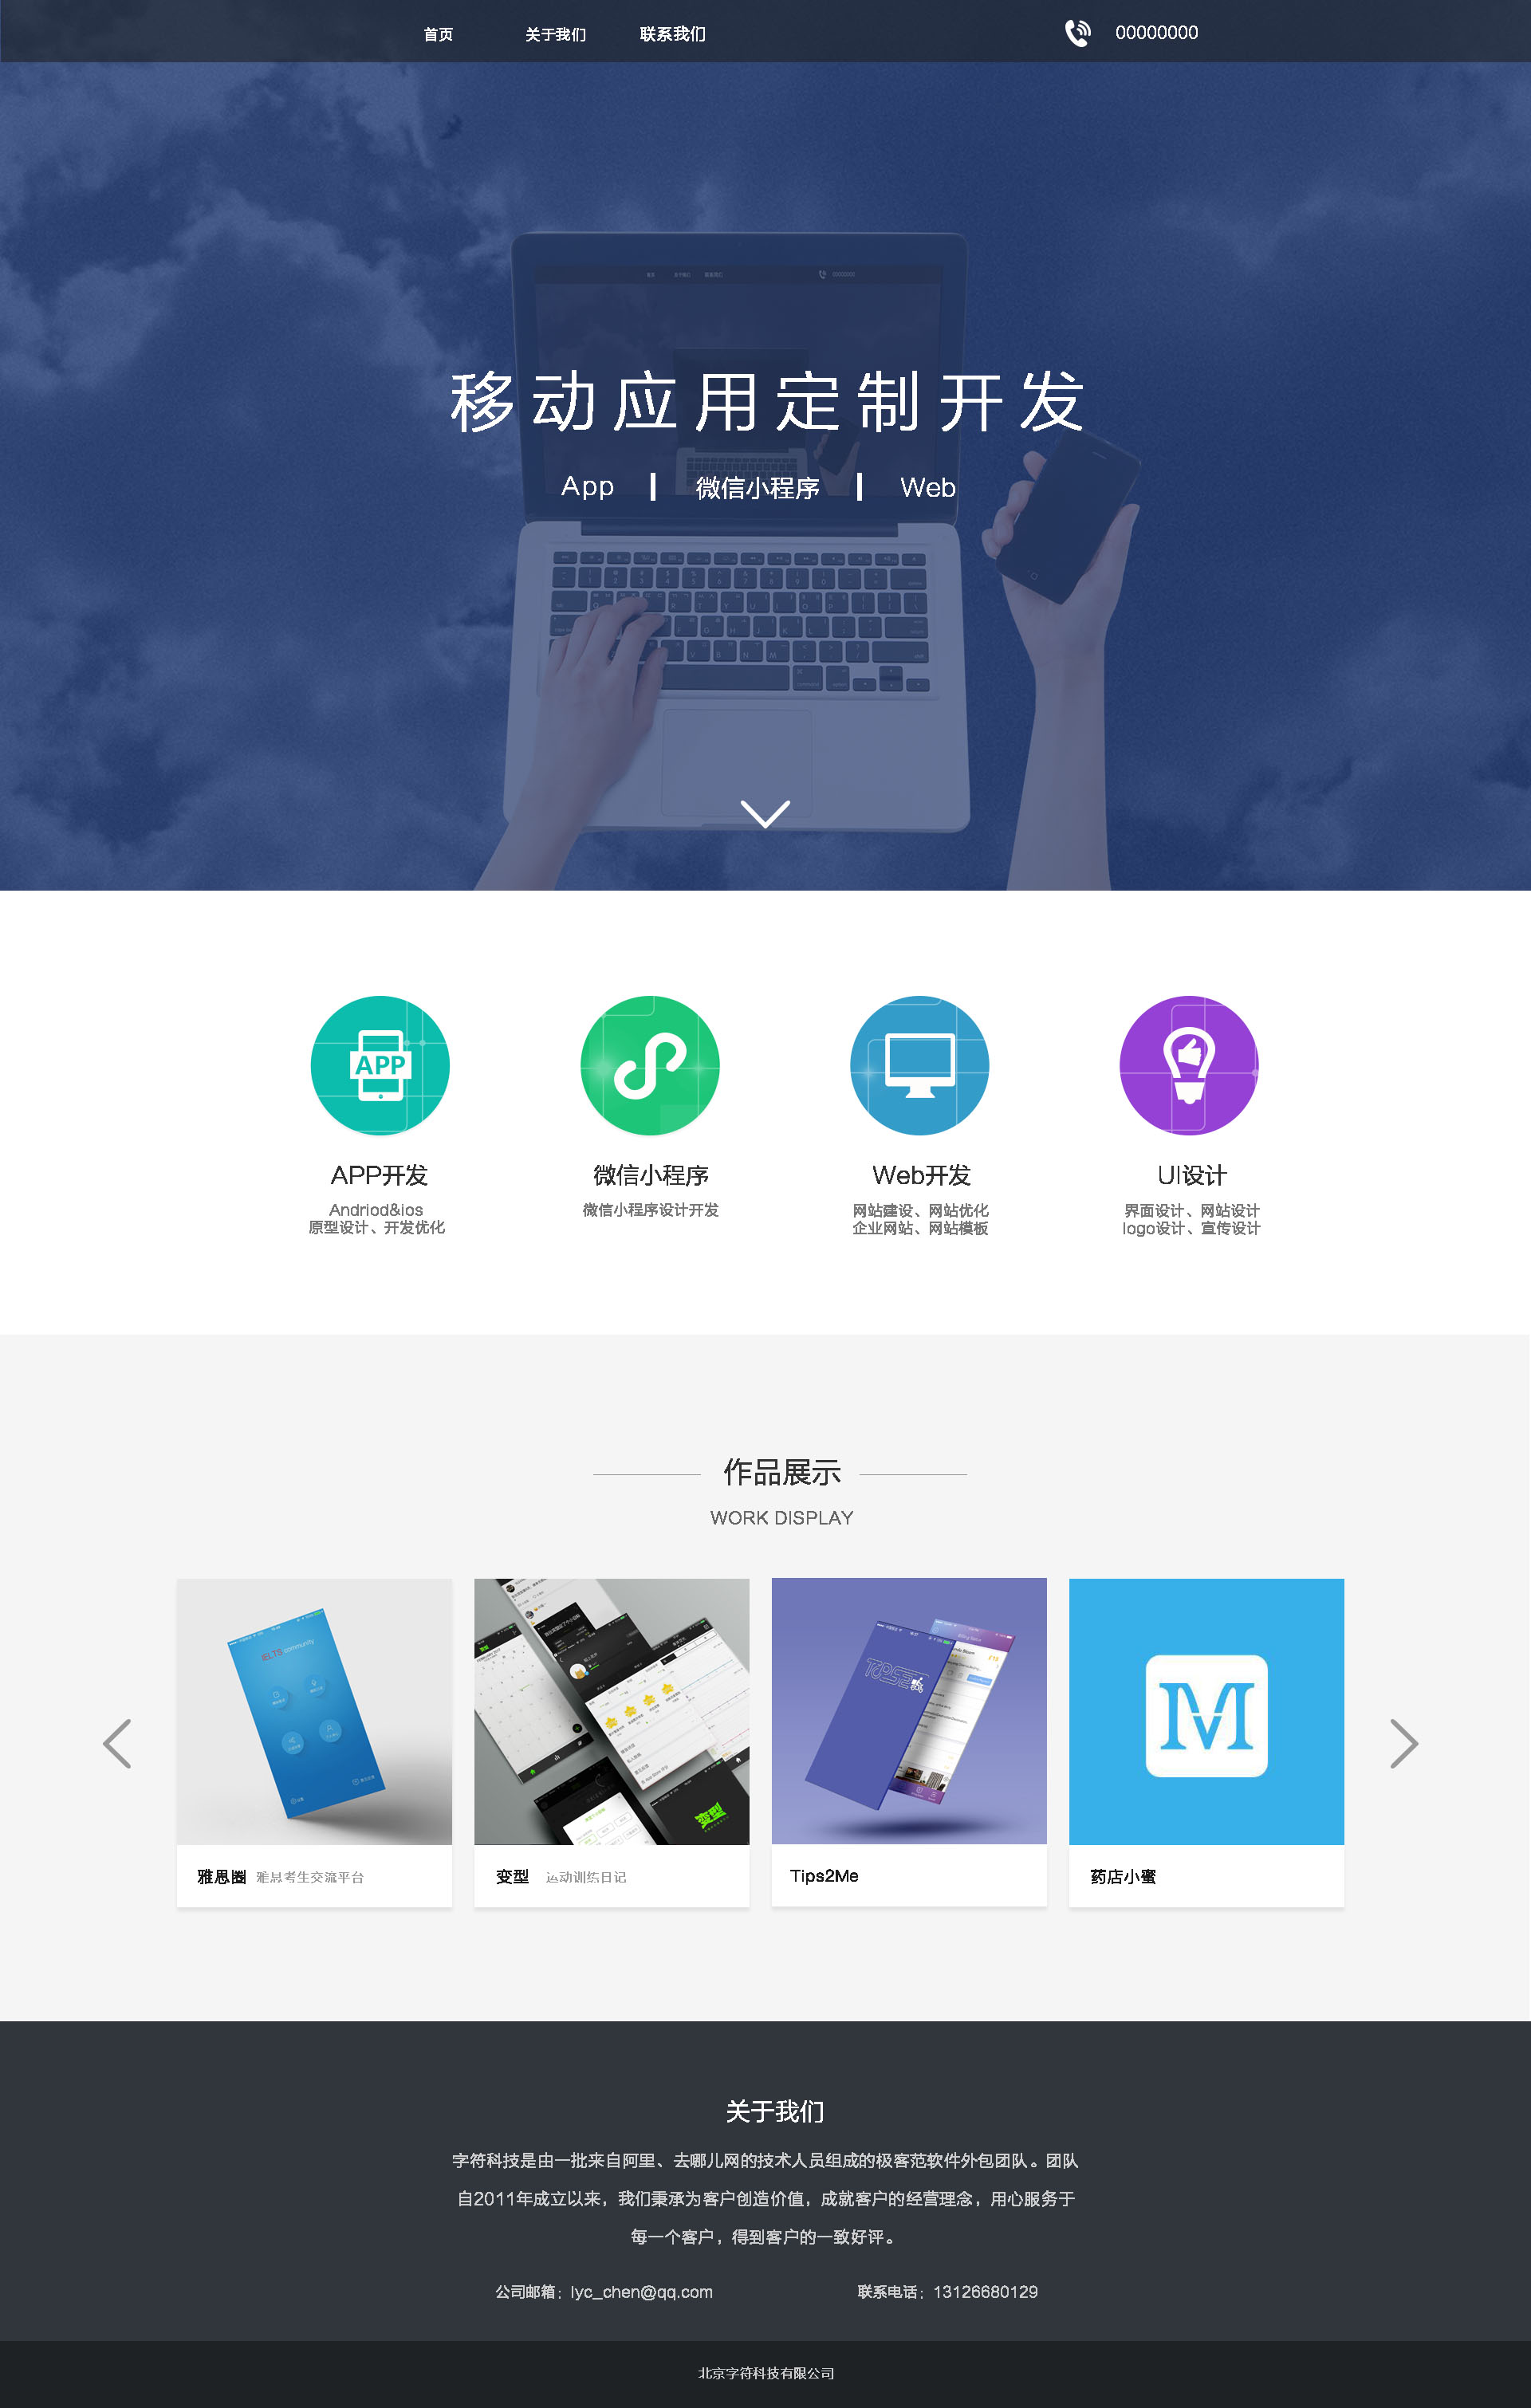 首页 关于我们 联系我们 00000000
移动应用定制开发
App 微信小程序 Web
APP
APP开发
Andriod&ios
原型设计、开发优化
微信小程序
微信小程序设计开发
Web开发
网站建设、网站优化
企业网站、网站模板
UI设计
界面设计、网站设计
logo设计、宣传设计
作品展示
WORK DISPLAY
IELTS community
变型
雅思圈 雅思考生交流平台
变型 运动训练日记
Tips2Me
药店小蜜
关于我们
字符科技是由一批来自阿里、去哪儿网的技术人员组成的极客范软件外包团队。团队
自2011年成立以来，我们秉承为客户创造价值，成就客户的经营理念，用心服务于
每一个客户，得到客户的一致好评。
公司邮箱：lyc_chen@qq.com 联系电话：13126680129
北京字符科技有限公司